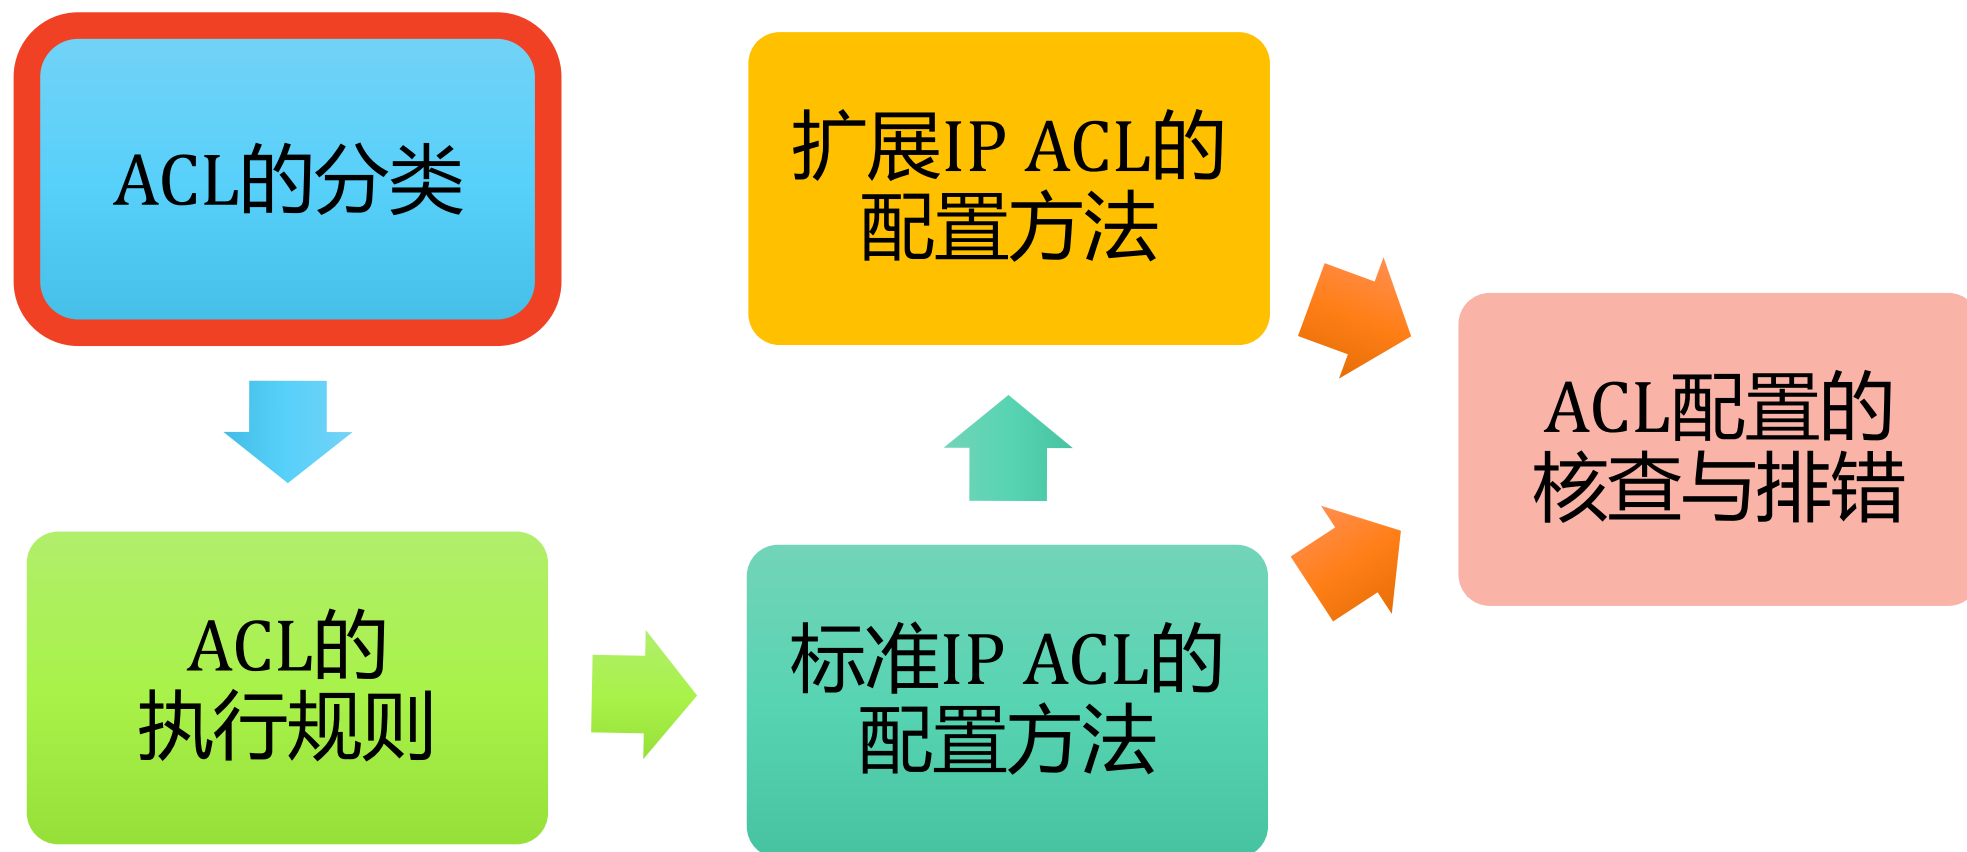 ACL的分类
ACL的
执行规则
标准IP ACL的
配置方法
扩展IP ACL的
配置方法
ACL配置的
核查与排错